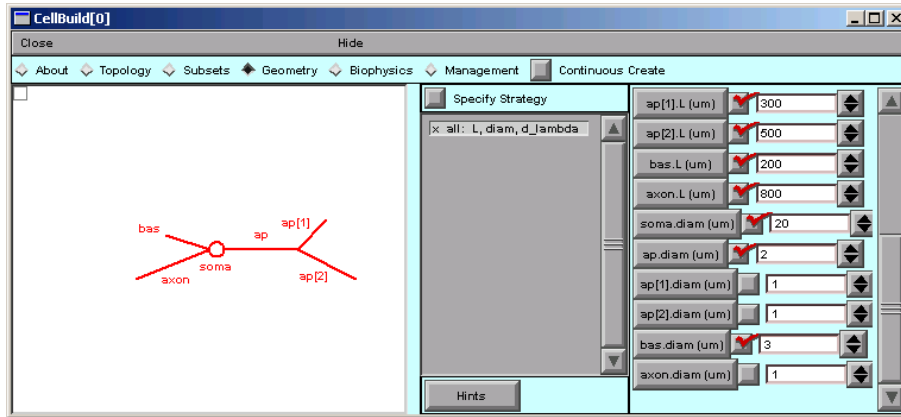 CellBuild[0]
Close Hide
About Topology Subsets Geometry Biophysics Management Continuous Create
bas
axon
soma
ap
ap[1]
ap[2]
Specify Strategy
x all: L, diam, d_lambda
Hints
ap[1].L (um) 300
ap[2].L (um) 500
bas.L (um) 200
axon.L (um) 800
soma.diam (um) 20
ap.diam (um) 2
ap[1].diam (um) 1
ap[2].diam (um) 1
bas.diam (um) 3
axon.diam (um) 1